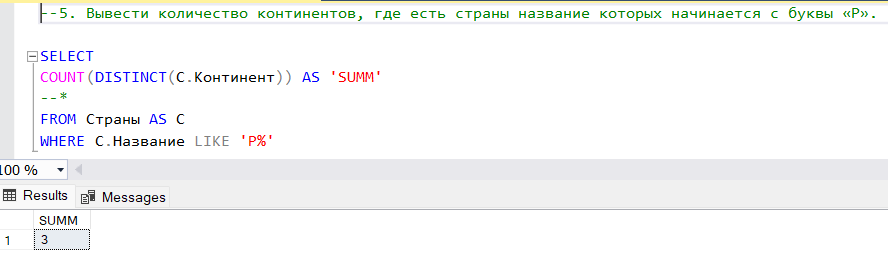 --5. Вывести количество континентов, где есть страны название которых начинается с буквы «Р».
SELECT
COUNT(DISTINCT(С.Континент)) AS 'SUMM'
--*
FROM Страны AS С
WHERE С.Название LIKE 'Р%'
100 %
Results Messages
SUMM
1 3